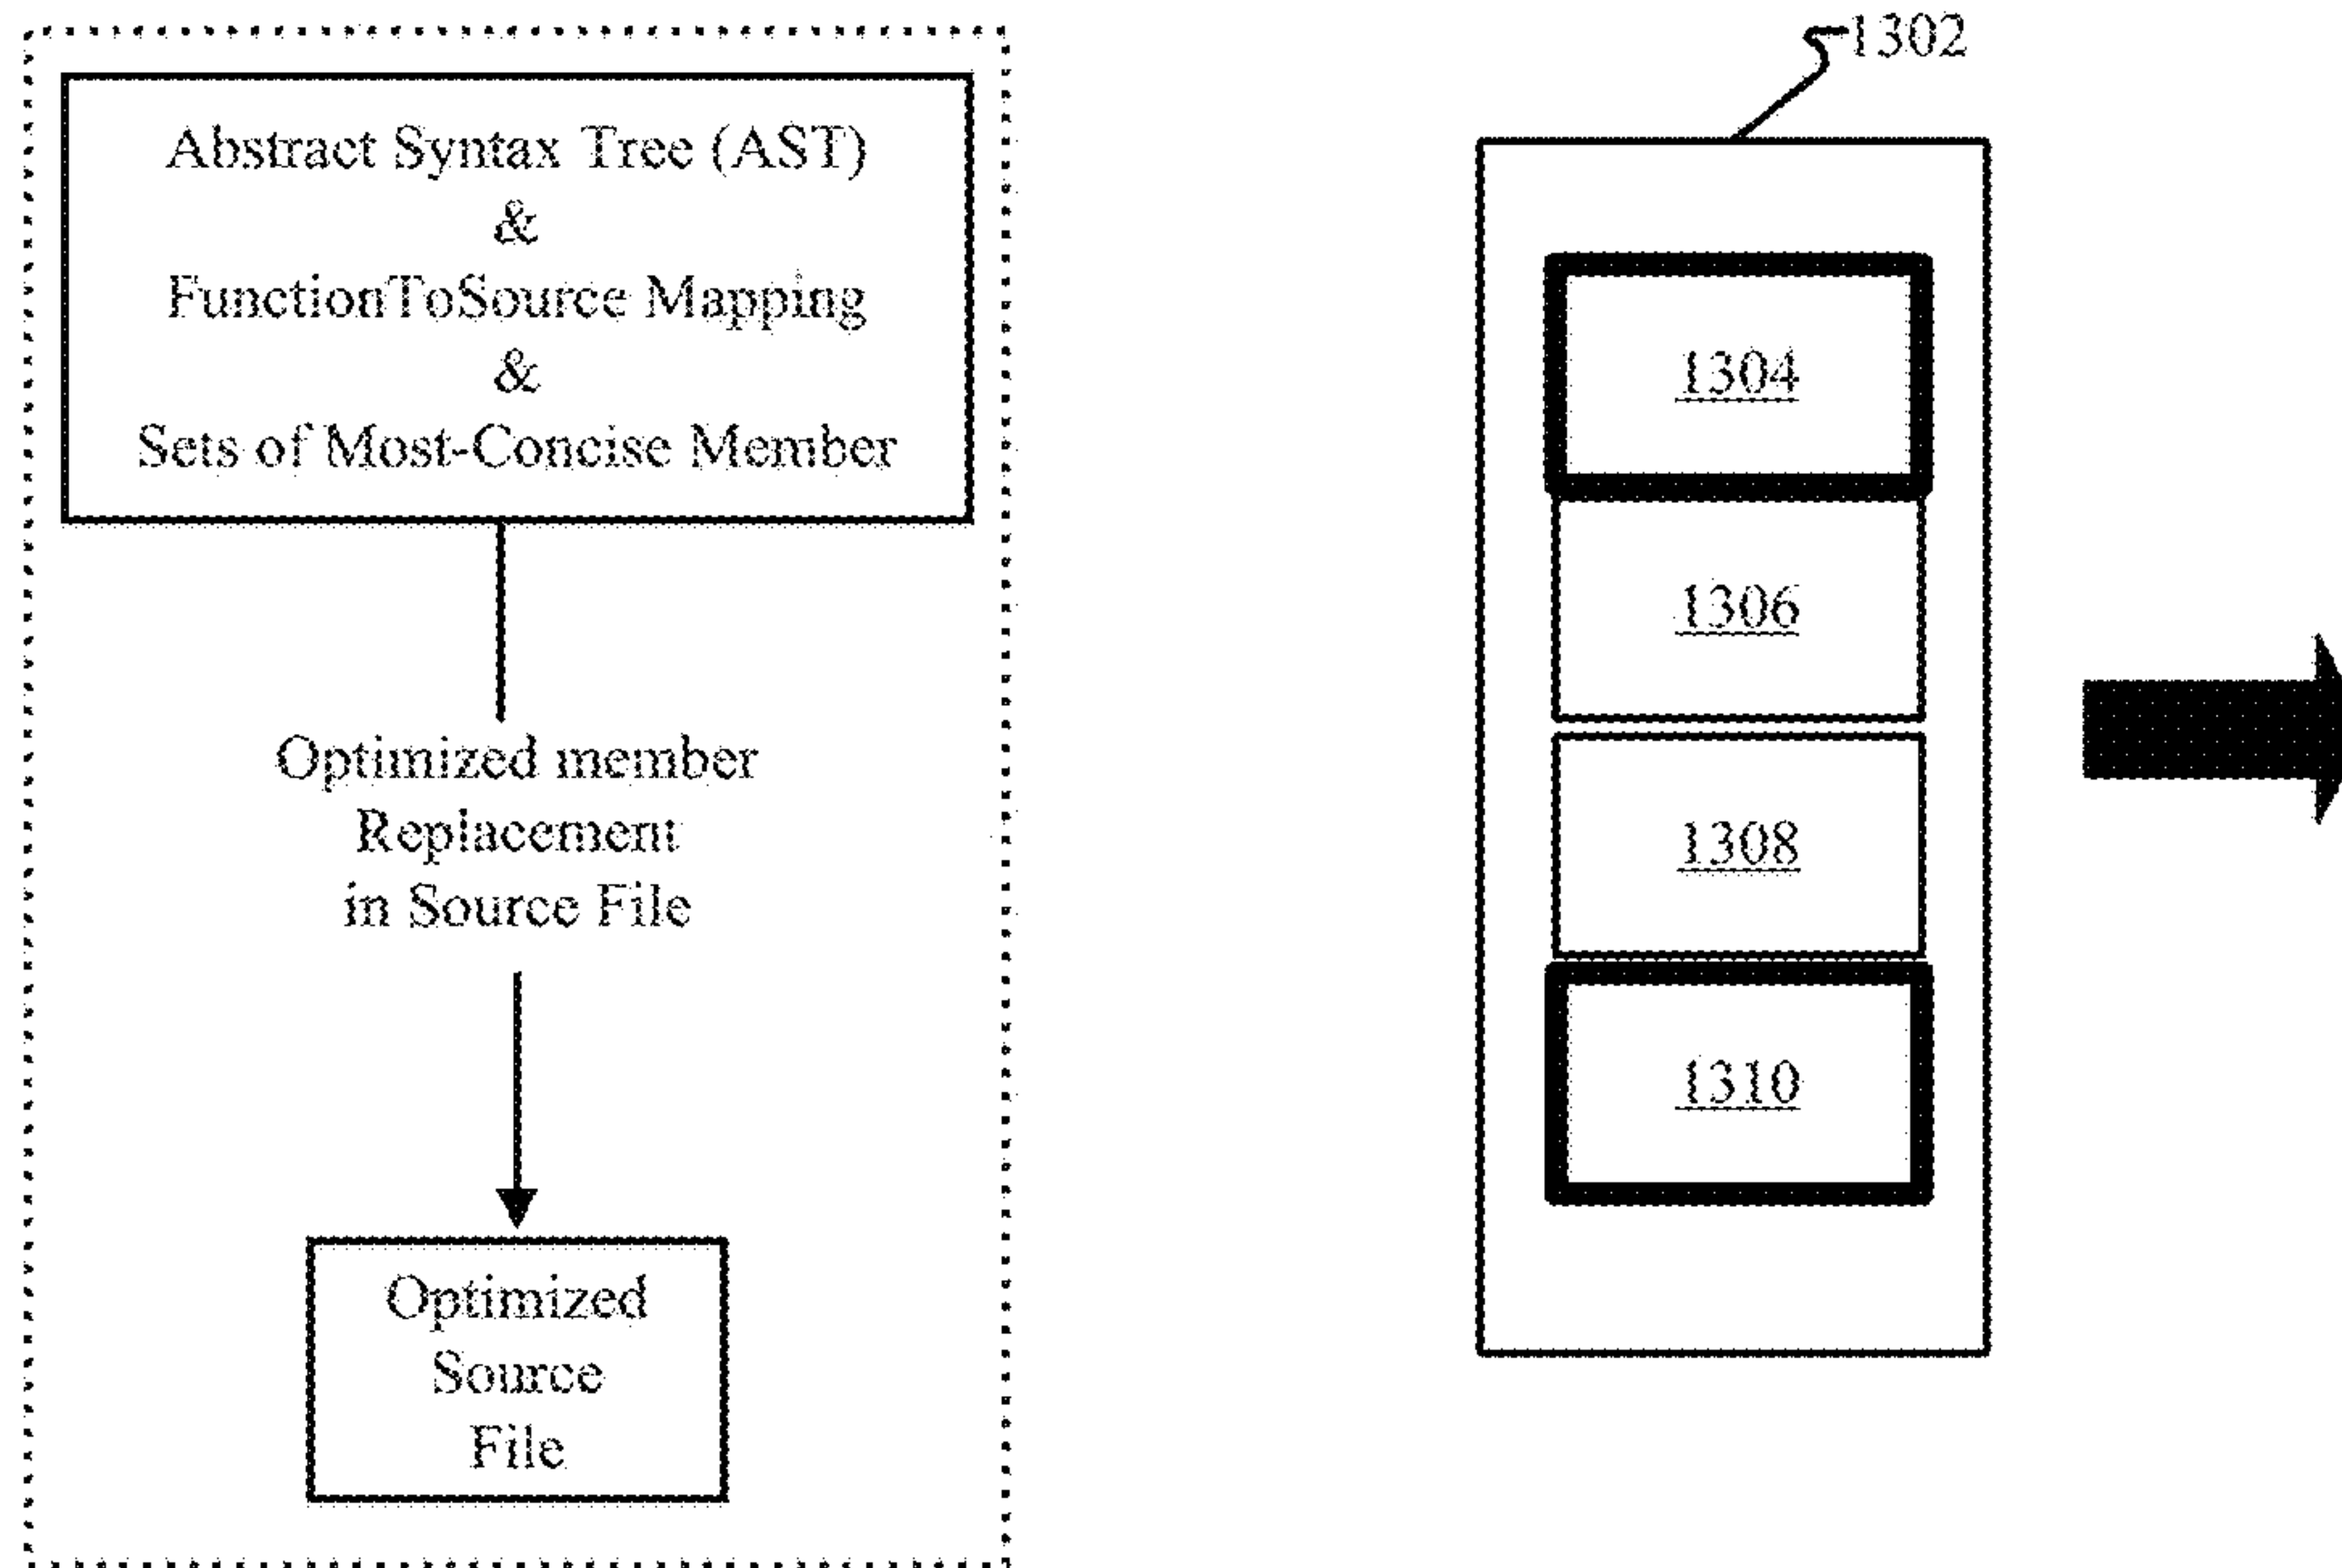 Abstract Syntax Tree (AST)
&
FunctionToSource Mapping
&
Sets of Most-Concise Member
Optimized member
Replacement
in Source File
Optimized
Source
File
1302
1304
1306
1308
1310